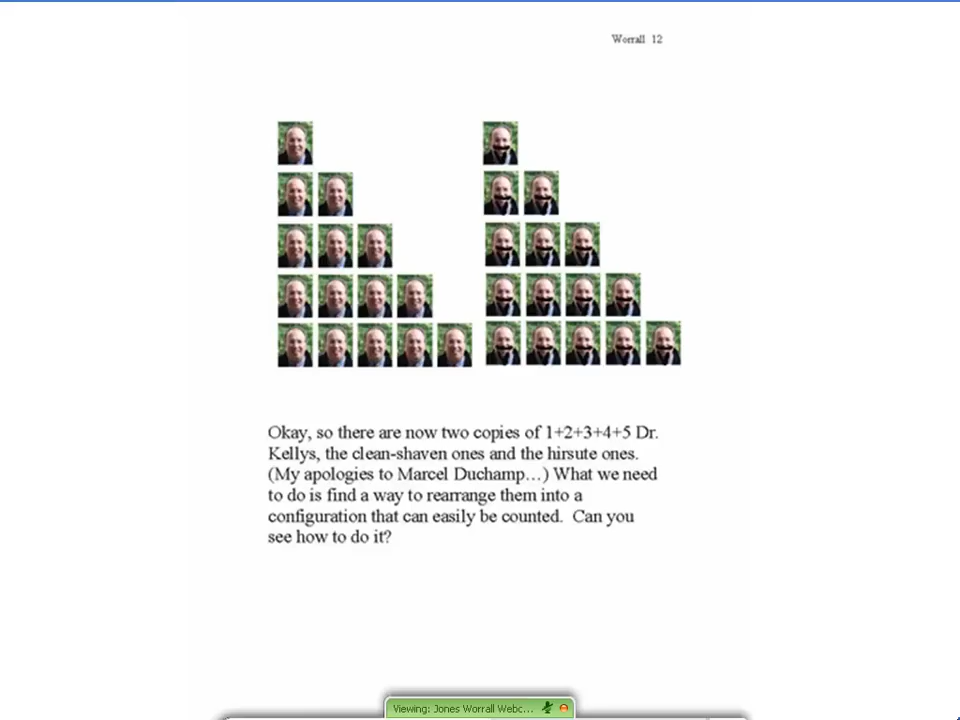 Worrall 12
Okay, so there are now two copies of 1+2+3+4+5 Dr.
Kellys, the clean-shaven ones and the hirsute ones.
(My apologies to Marcel Duchamp…) What we need
to do is find a way to rearrange them into a
configuration that can easily be counted. Can you
see how to do it?
Viewing: Jones Worrall Webc...